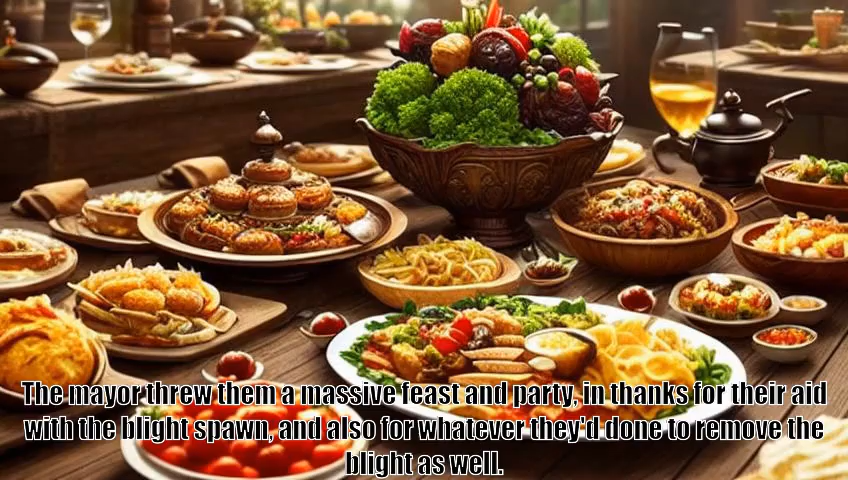 The mayor threw them a massive feast and party, in thanks for their aid
with the blight spawn, and also for whatever they'd done to remove the
blight as well.